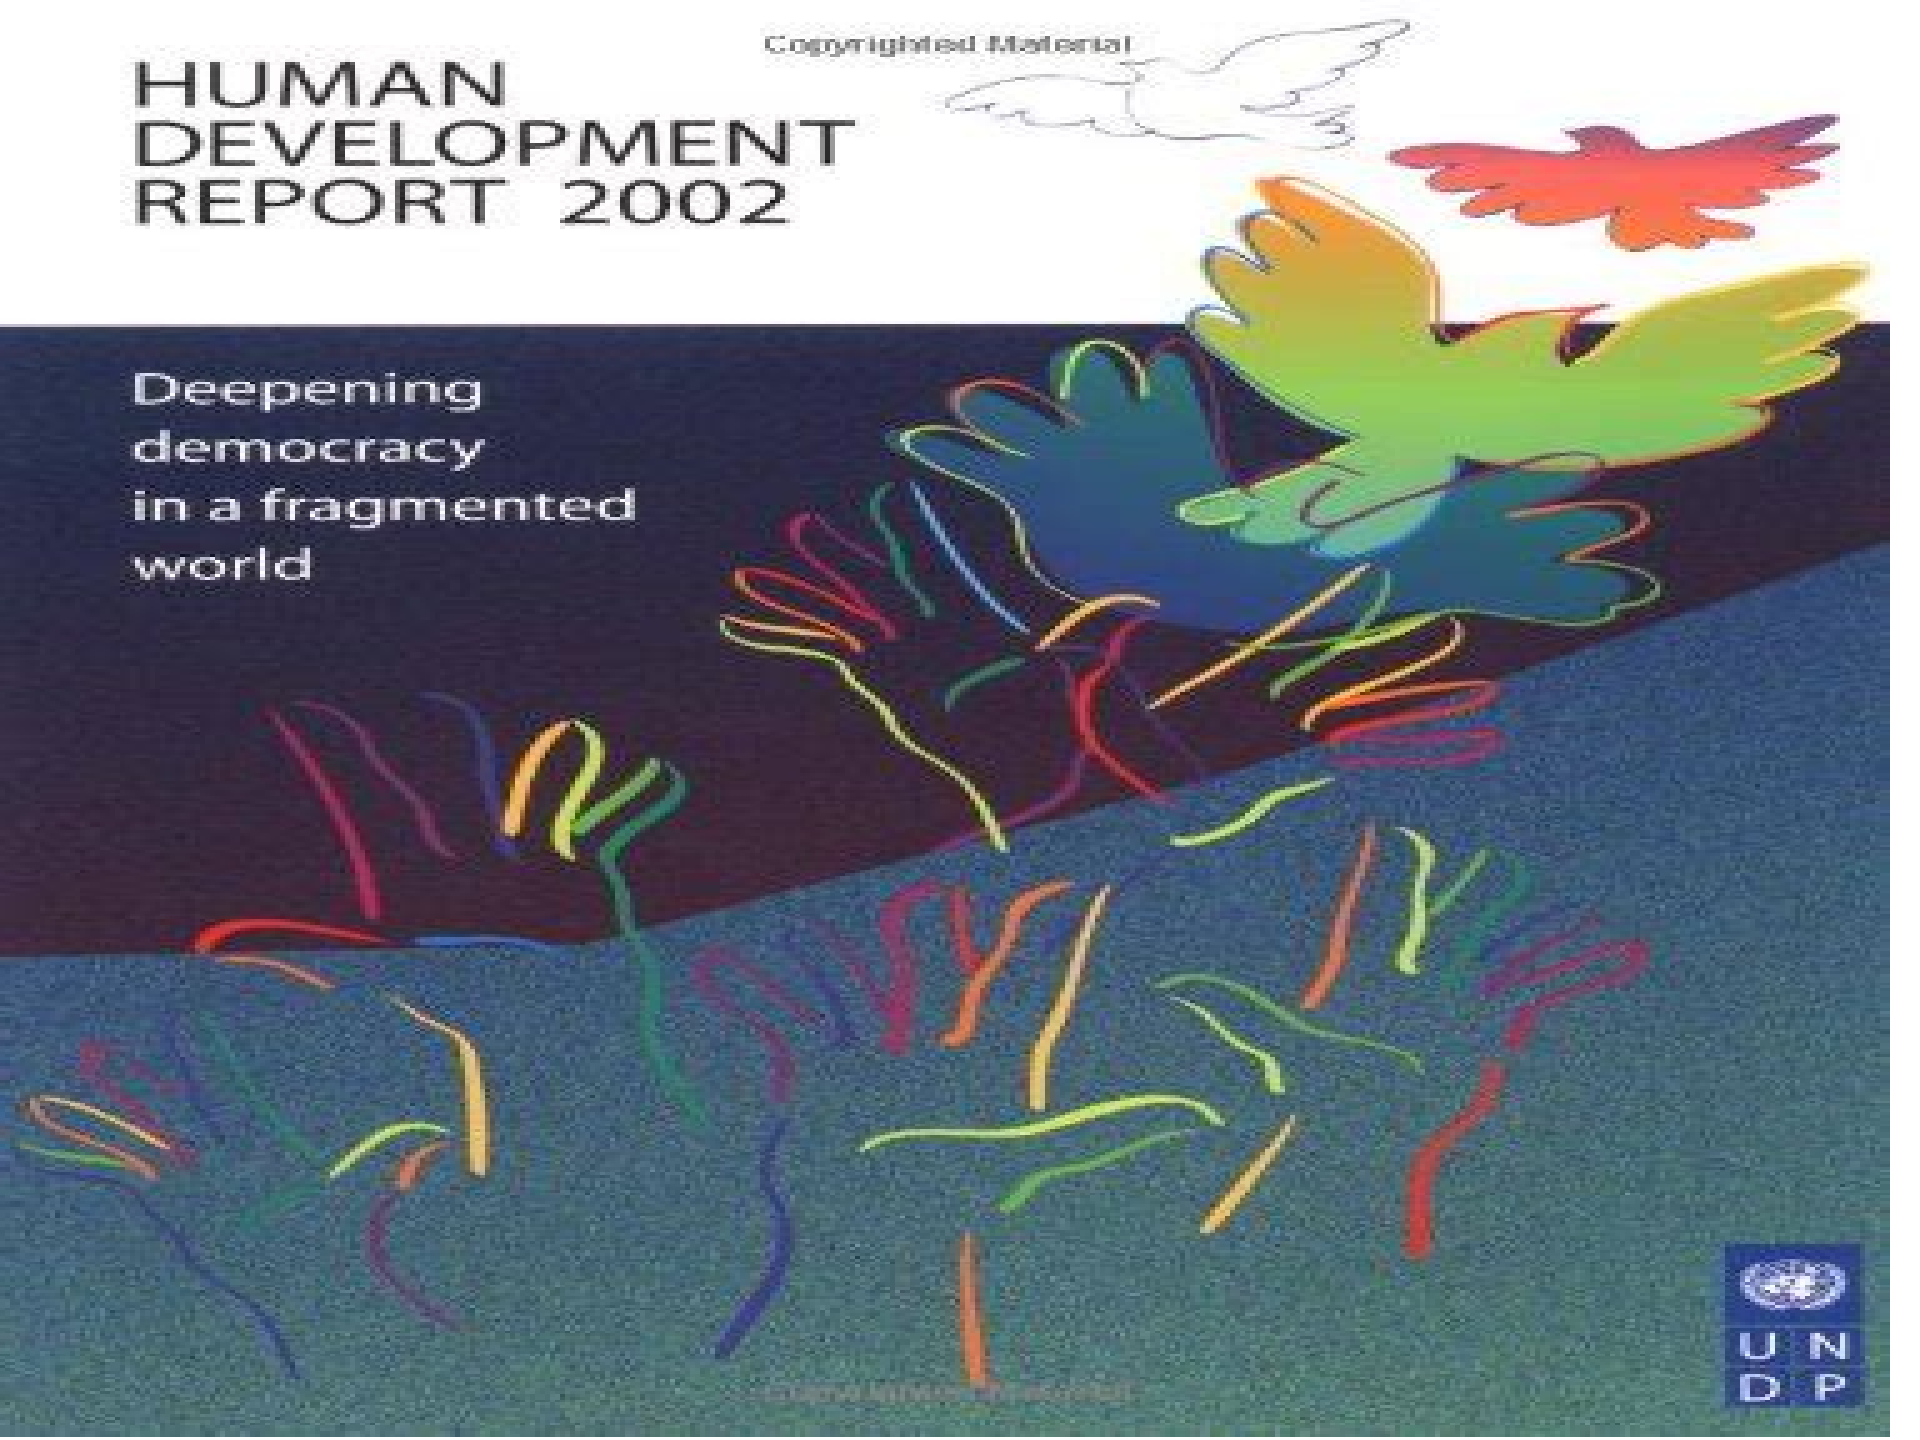 Copyrighted Material
HUMAN
DEVELOPMENT
REPORT 2002
Deepening
democracy
in a fragmented
world
U N
D P